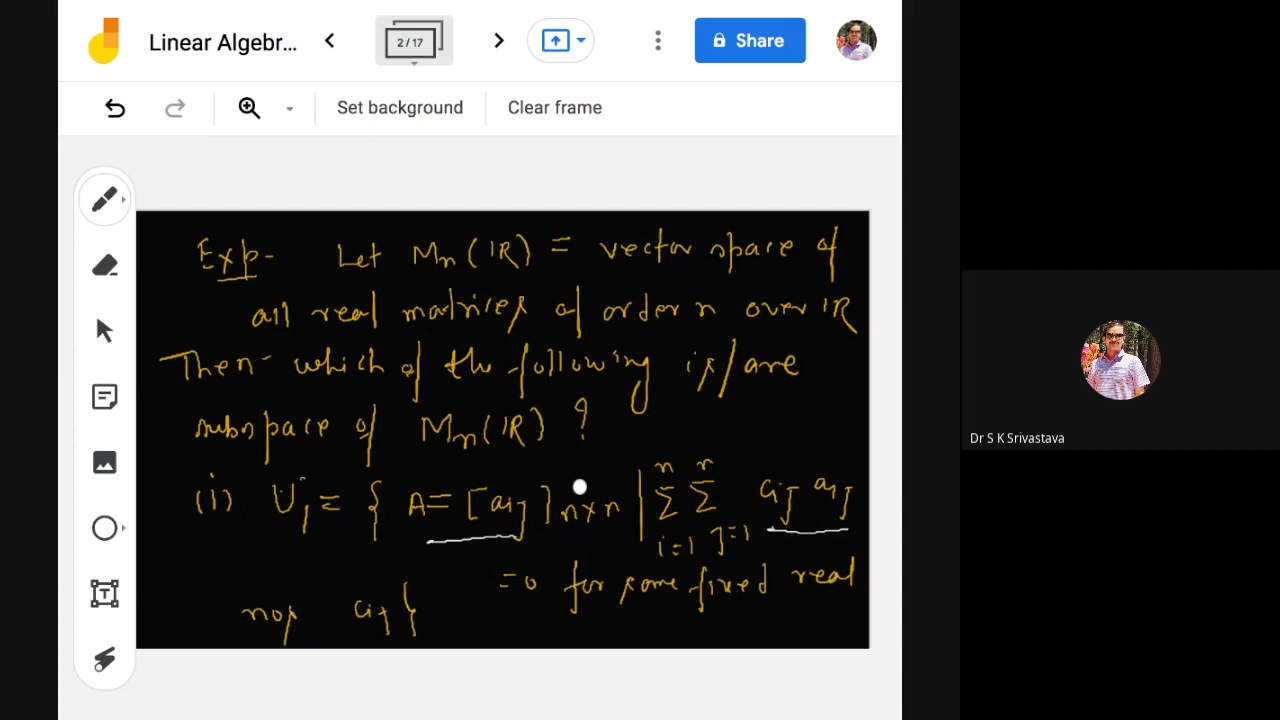 Linear Algebr...
2 / 17
Share
Set background
Clear frame
Exp- Let Mn(IR) = vector space of
all real matrices of order n over IR
Then which of the following is/are
subspace of Mn(IR) ?
(i) U1 = { A = [aij]n×n | n∑i=1 n∑j=1 cij aij
=0 for some fixed real
nos cij }
Dr S K Srivastava